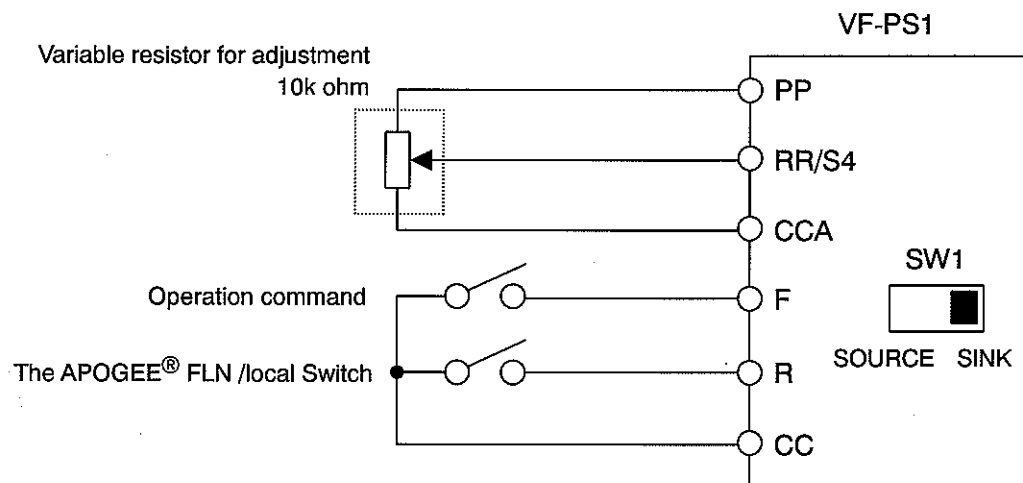 VF-PS1
Variable resistor for adjustment
10k ohm
PP
RR/S4
CCA
SW1
Operation command
F
SOURCE SINK
The APOGEE® FLN /local Switch
R
CC